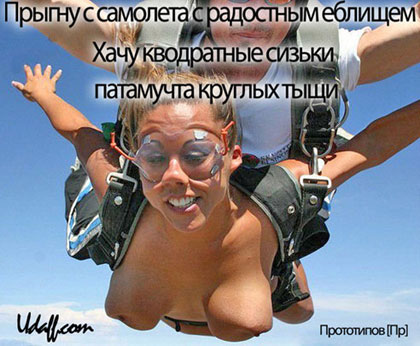 Прыгну с самолета с радостным еблищем
Хачу кводратные сизьки
патамучта круглых тыщи
Udaff.com
Прототипов [Пр]